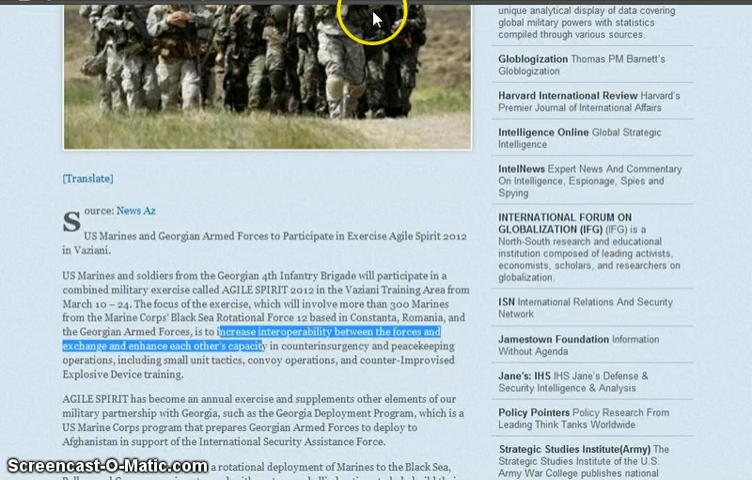 [Translate]
Source: News Az
US Marines and Georgian Armed Forces to Participate in Exercise Agile Spirit 2012
in Vaziani.
US Marines and soldiers from the Georgian 4th Infantry Brigade will participate in a
combined military exercise called AGILE SPIRIT 2012 in the Vaziani Training Area from
March 10 – 24. The focus of the exercise, which will involve more than 300 Marines
from the Marine Corps' Black Sea Rotational Force 12 based in Constanta, Romania, and
the Georgian Armed Forces, is to increase interoperability between the forces and
exchange and enhance each other's capacity in counterinsurgency and peacekeeping
operations, including small unit tactics, convoy operations, and counter-Improvised
Explosive Device training.
AGILE SPIRIT has become an annual exercise and supplements other elements of our
military partnership with Georgia, such as the Georgia Deployment Program, which is a
US Marine Corps program that prepares Georgian Armed Forces to deploy to
Afghanistan in support of the International Security Assistance Force.
a rotational deployment of Marines to the Black Sea,
unique analytical display of data covering
global military powers with statistics
compiled through various sources.
Globlogization Thomas PM Barnett's
Globlogization
Harvard International Review Harvard's
Premier Journal of International Affairs
Intelligence Online Global Strategic
Intelligence
IntelNews Expert News And Commentary
On Intelligence, Espionage, Spies and
Spying
INTERNATIONAL FORUM ON
GLOBALIZATION (IFG) (IFG) is a
North-South research and educational
institution composed of leading activists,
economists, scholars, and researchers on
globalization.
ISN International Relations And Security
Network
Jamestown Foundation Information
Without Agenda
Jane's: IHS IHS Jane's Defense &
Security Intelligence & Analysis
Policy Pointers Policy Research From
Leading Think Tanks Worldwide
Strategic Studies Institute(Army) The
Strategic Studies Institute of the U.S.
Army War College publishes national
Screencast-O-Matic.com